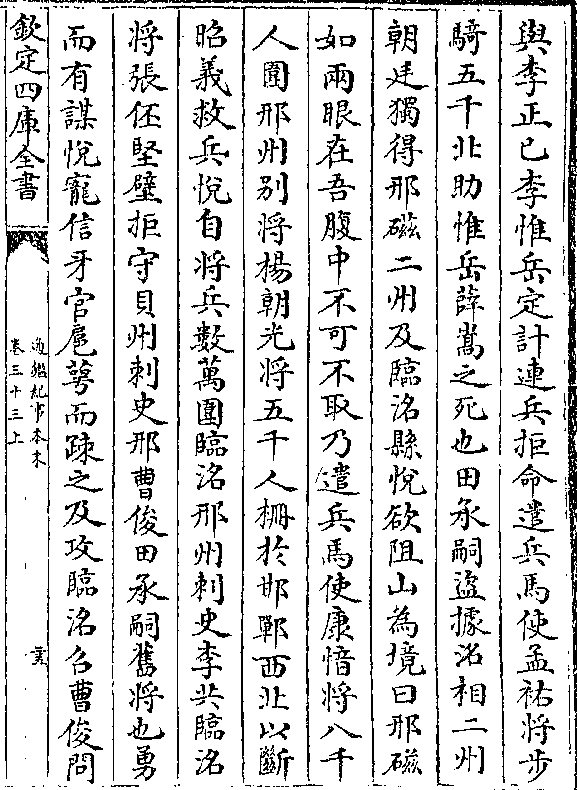 與李正已李惟岳定計連兵拒命遣兵馬使孟祐將步
騎五千北助惟岳薛嵩之死也田承嗣盜據洺相二州
朝廷獨得邢磁二州及臨洺縣悅欲阻山為境曰邢磁
如兩眼在吾腹中不可不取乃遣兵馬使康愔將八千
人圍邢州别將楊朝光將五千人柵於邯鄲西北以斷
昭義救兵悅自將兵數萬圍臨洺邢州刺史李共臨洺
将張伾堅壁拒守貝州刺史邢曹俊田承嗣舊將也勇
而有謀悅寵信牙官扈萼而疎之及攻臨洺召曹俊問
欽定四庫全書
通鑑紀事本末
卷三十三上